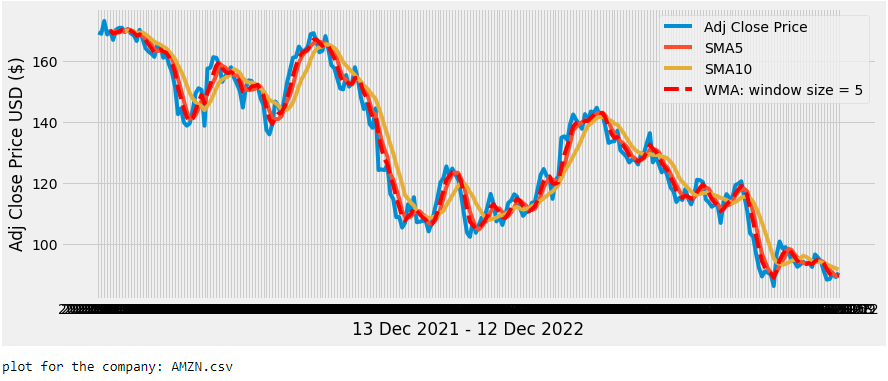 Adj Close Price
SMA5
SMA10
WMA: window size = 5
Adj Close Price USD ($)
160
140
120
100
13 Dec 2021 - 12 Dec 2022
plot for the company: AMZN.csv